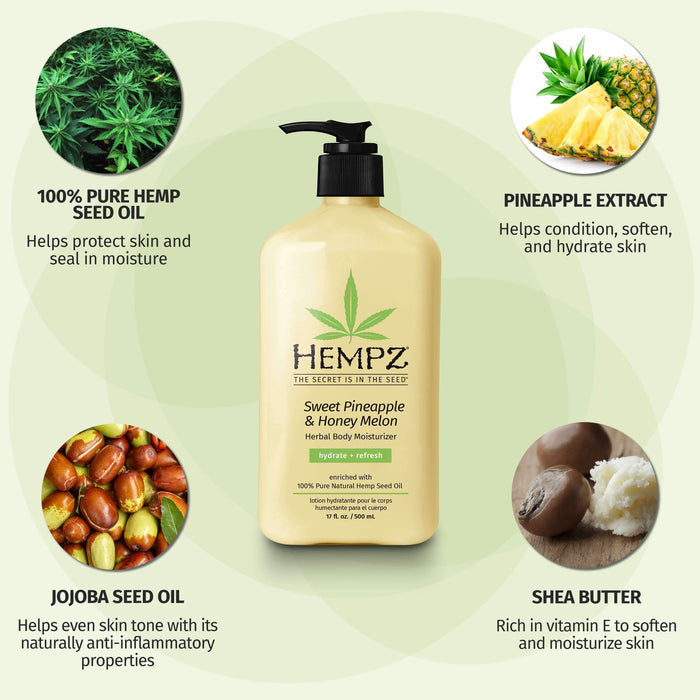 100% PURE HEMP
SEED OIL
Helps protect skin and
seal in moisture
PINEAPPLE EXTRACT
Helps condition, soften,
and hydrate skin
HEMPZ
THE SECRET IS IN THE SEED®
Sweet Pineapple
& Honey Melon
Herbal Body Moisturizer
hydrate + refresh
enriched with
100% Pure Natural Hemp Seed Oil
lotion hydratante pour le corps
humectante para el cuerpo
17 fl. oz. / 500 mL
JOJOBA SEED OIL
Helps even skin tone with its
naturally anti-inflammatory
properties
SHEA BUTTER
Rich in vitamin E to soften
and moisturize skin